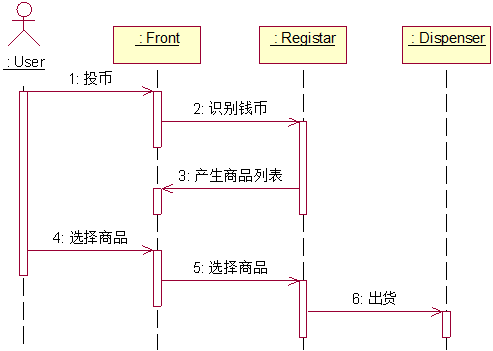 : Front
: Registar
: Dispenser
: User
1: 投币
2: 识别钱币
3: 产生商品列表
4: 选择商品
5: 选择商品
6: 出货